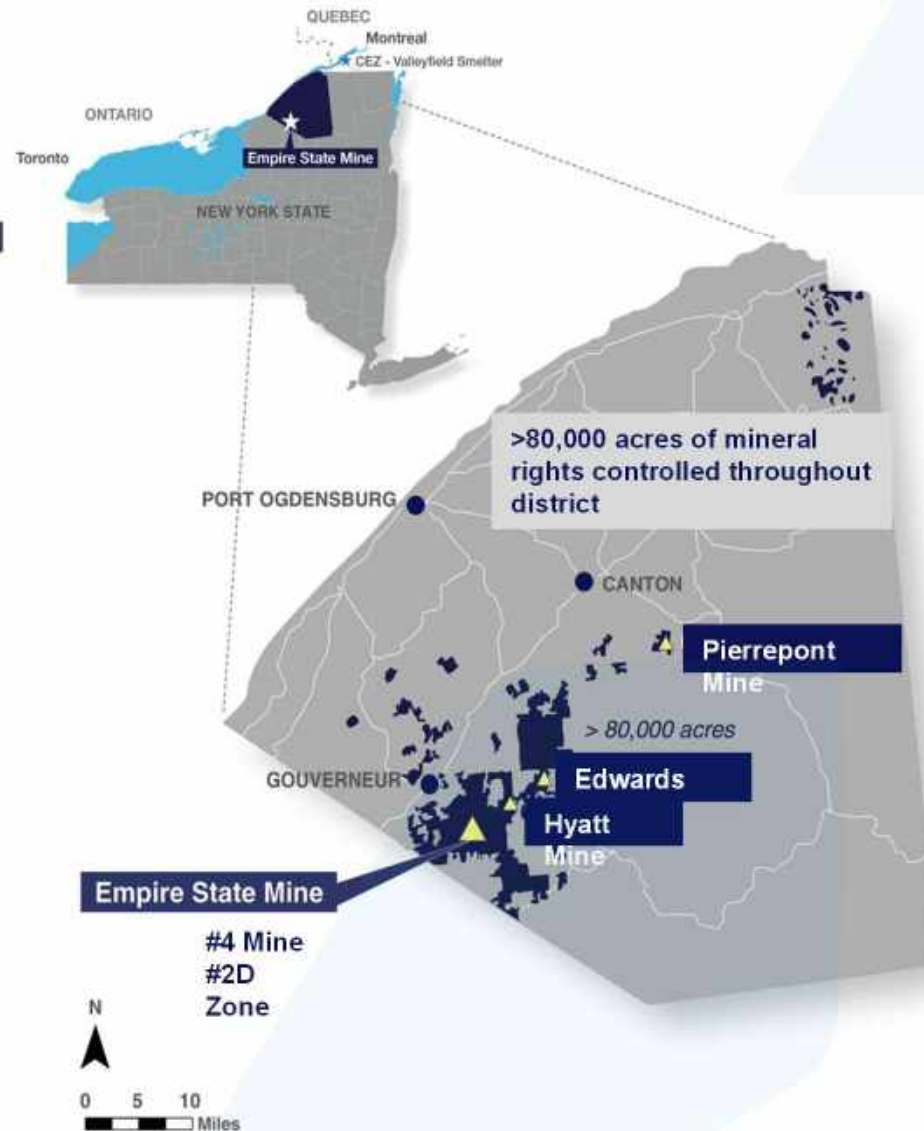 QUEBEC
Montreal
CEZ - Valleyfield Smelter
ONTARIO
Toronto
Empire State Mine
NEW YORK STATE
>80,000 acres of mineral
rights controlled throughout
district
PORT OGDENSBURG
CANTON
Pierrepont
Mine
> 80,000 acres
GOUVERNEUR
Edwards
Hyatt
Mine
Empire State Mine
#4 Mine
#2D
Zone
N
0 5 10
Miles